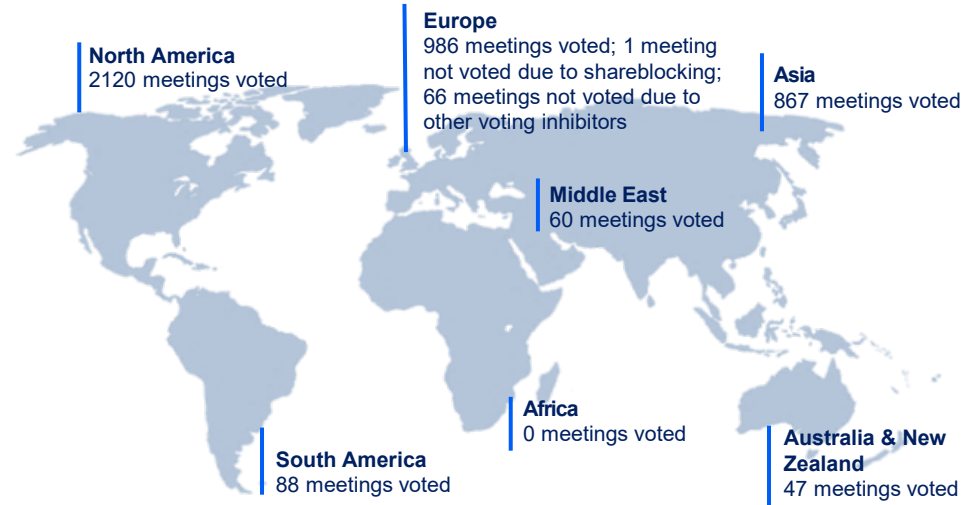 North America
2120 meetings voted
Europe
986 meetings voted; 1 meeting
not voted due to shareblocking;
66 meetings not voted due to
other voting inhibitors
Asia
867 meetings voted
Middle East
60 meetings voted
Africa
0 meetings voted
South America
88 meetings voted
Australia & New
Zealand
47 meetings voted